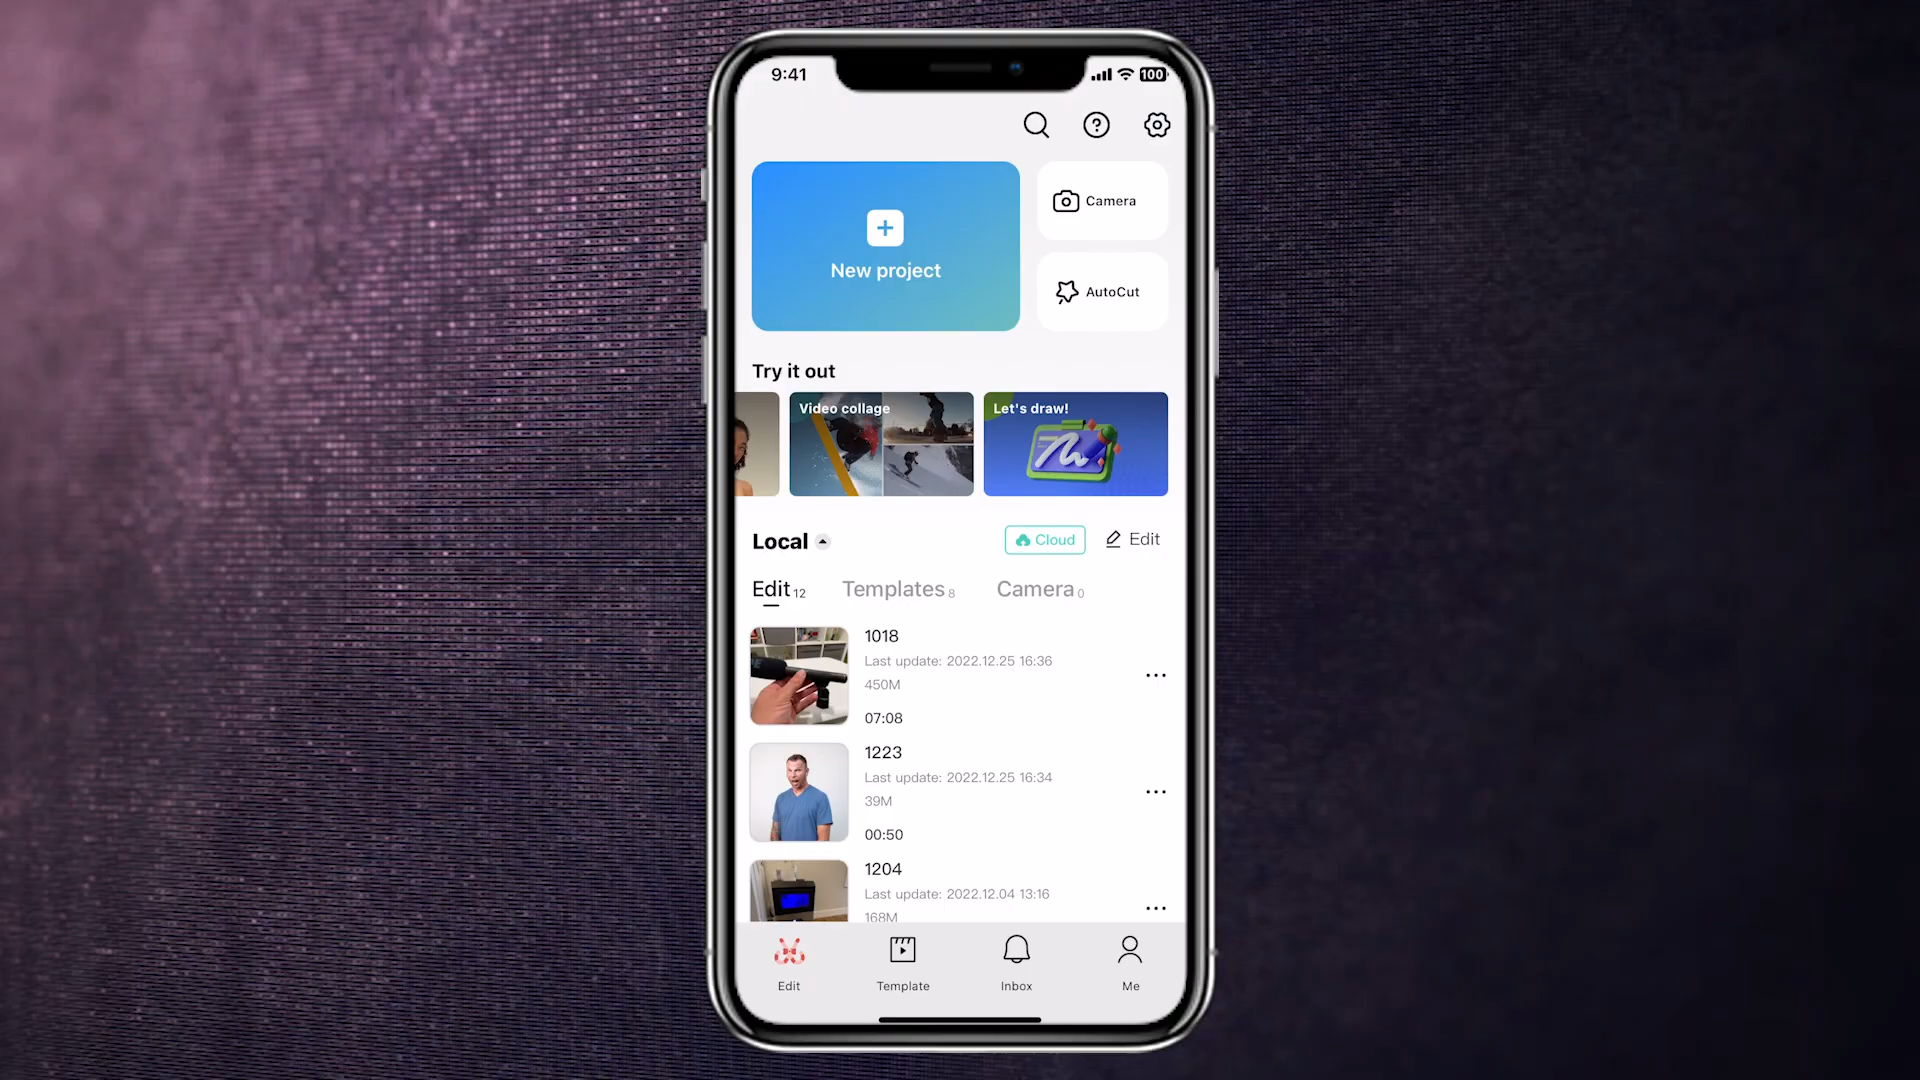 9:41
100
New project
Camera
AutoCut
Try it out
Video collage
Let's draw!
Local
Cloud
Edit
Edit 12
Templates 8
Camera 0
1018
Last update: 2022.12.25 16:36
450M
07:08
1223
Last update: 2022.12.25 16:34
39M
00:50
1204
Last update: 2022.12.04 13:16
168M
Edit
Template
Inbox
Me